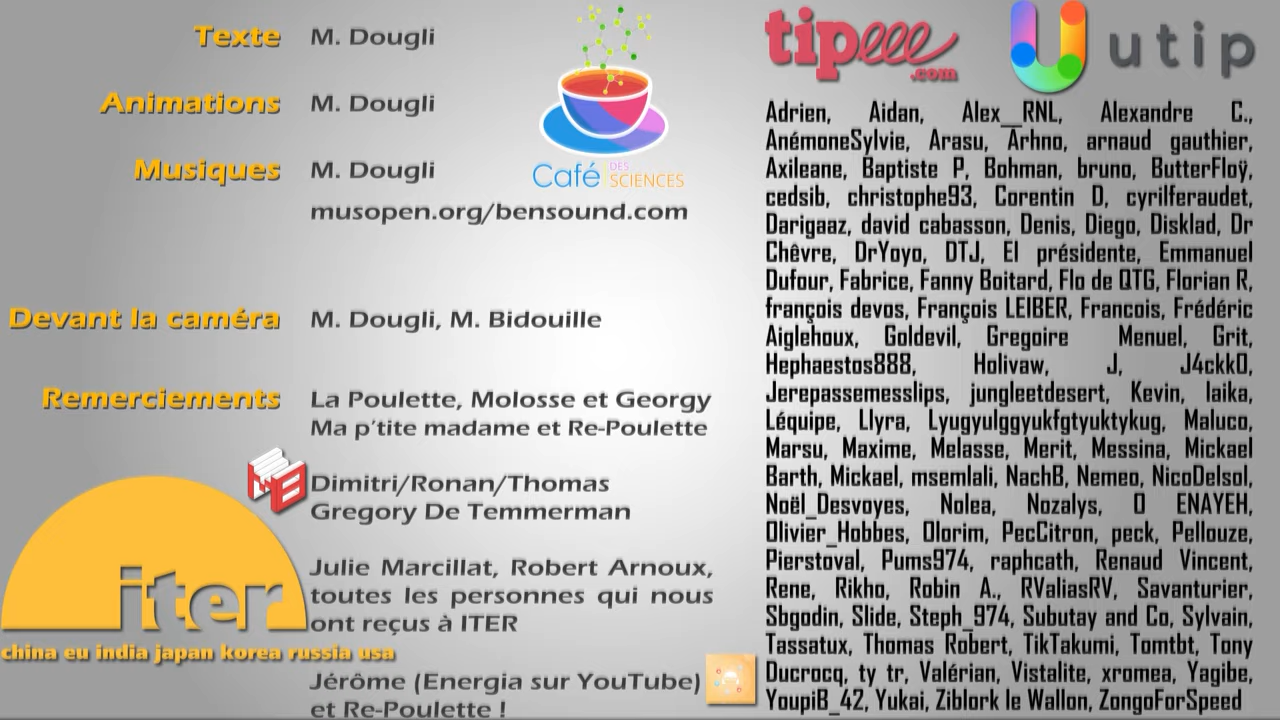 Texte M. Dougli
Animations M. Dougli
Musiques M. Dougli
musopen.org/bensound.com
Café DES SCIENCES
Devant la caméra M. Dougli, M. Bidouille
Remerciements La Poulette, Molosse et Georgy
Ma p'tite madame et Re-Poulette
ME
Dimitri/Ronan/Thomas
Gregory De Temmerman
Julie Marcillat, Robert Arnoux,
toutes les personnes qui nous
ont reçus à ITER
iter
china eu india japan korea russia usa
Jérôme (Energia sur YouTube)
et Re-Poulette !
tipeee.com
utip
Adrien, Aidan, Alex__RNL, Alexandre C.,
AnémoneSylvie, Arasu, Arhno, arnaud gauthier,
Axileane, Baptiste P, Bohman, bruno, ButterFloÿ,
cedsib, christophe93, Corentin D, cyrilferaudet,
Darigaaz, david cabasson, Denis, Diego, Disklad, Dr
Chêvre, DrYoyo, DTJ, El présidente, Emmanuel
Dufour, Fabrice, Fanny Boitard, Flo de QTG, Florian R,
françois devos, François LEIBER, Francois, Frédéric
Aiglehoux, Goldevil, Gregoire Menuel, Grit,
Hephaestos888, Holivaw, J, J4ckk0,
Jerepassemesslips, jungleetdesert, Kevin, laika,
Léquipe, Llyra, Lyugyulggyukfgtyuktykug, Maluco,
Marsu, Maxime, Melasse, Merit, Messina, Mickael
Barth, Mickael, msemlali, NachB, Nemeo, NicoDelsol,
Noël_Desvoyes, Nolea, Nozalys, O ENAYEH,
Olivier_Hobbes, Olorim, PecCitron, peck, Pellouze,
Pierstoval, Pums974, raphcath, Renaud Vincent,
Rene, Rikho, Robin A., RValiasRV, Savanturier,
Sbgodin, Slide, Steph_974, Subutay and Co, Sylvain,
Tassatux, Thomas Robert, TikTakumi, Tomtbt, Tony
Ducrocq, ty tr, Valérian, Vistalite, xromea, Yagibe,
YoupiB_42, Yukai, Ziblork le Wallon, ZongoForSpeed